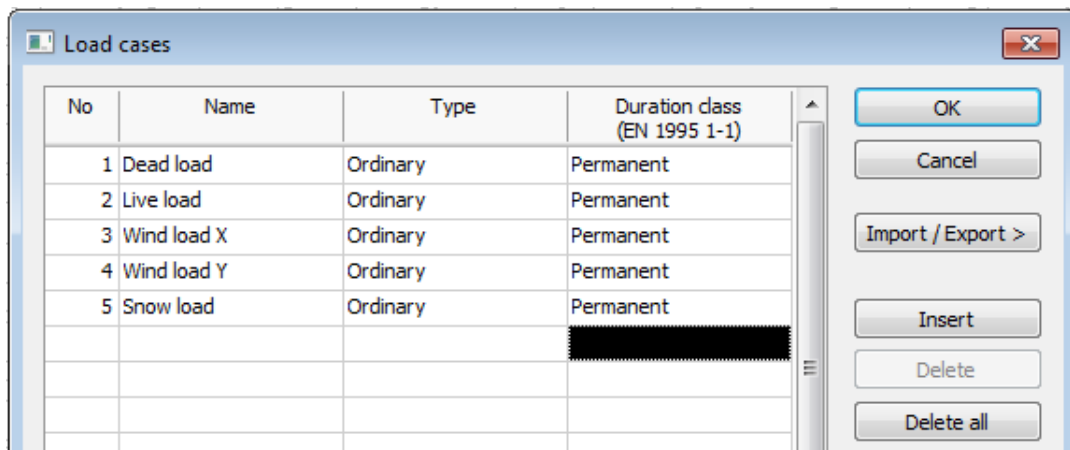 Load cases
No Name Type Duration class
(EN 1995 1-1)
1 Dead load Ordinary Permanent
2 Live load Ordinary Permanent
3 Wind load X Ordinary Permanent
4 Wind load Y Ordinary Permanent
5 Snow load Ordinary Permanent
OK
Cancel
Import / Export >
Insert
Delete
Delete all